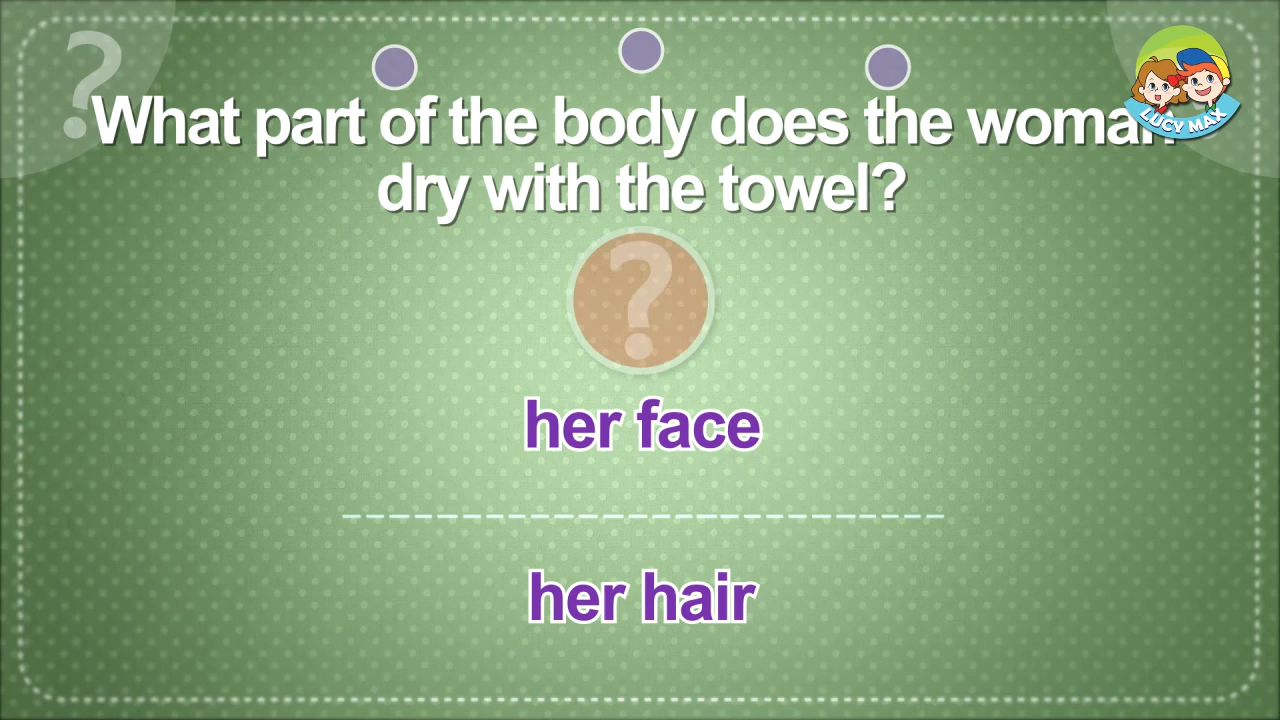 What part of the body does the woman
dry with the towel?
her face
her hair
LUCY MAX